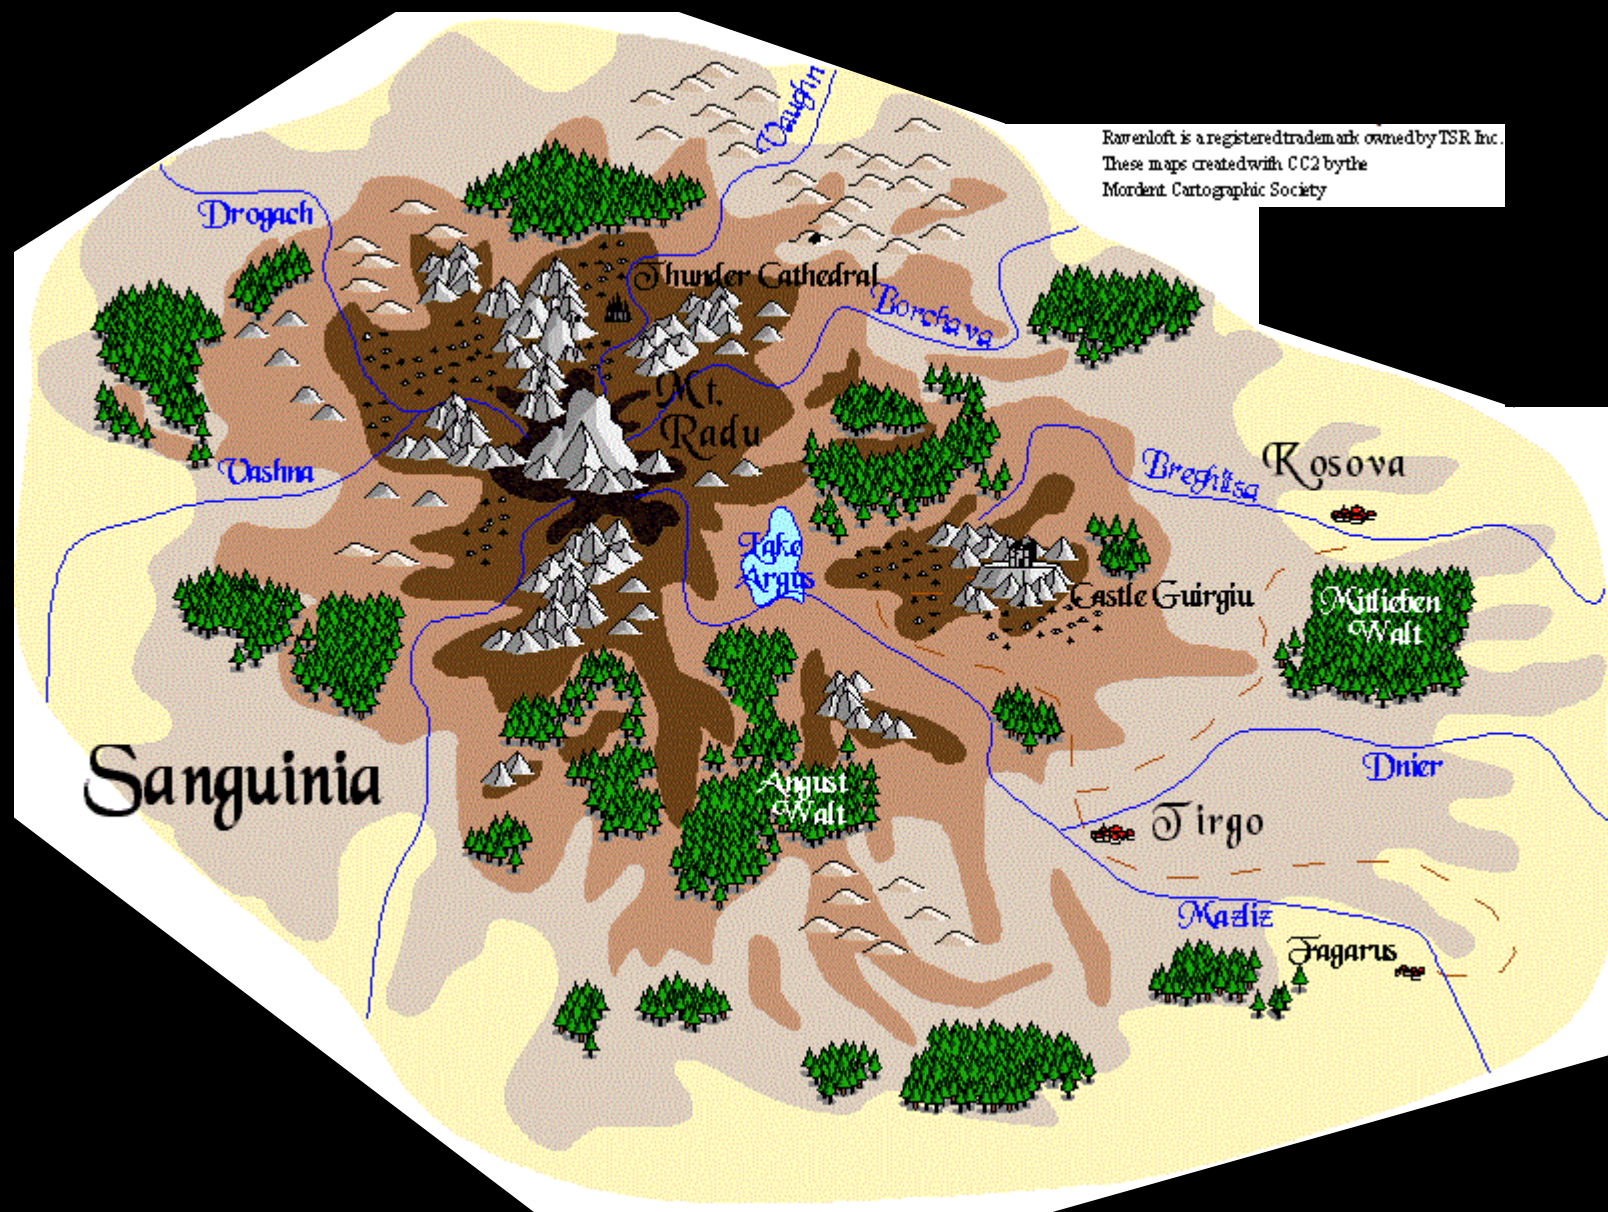 Vaughn
Ravenloft is a registered trademark owned by TSR Inc.
These maps created with CC2 by the
Mordent Cartographic Society
Drogach
Thunder Cathedral
Borchava
Mt.
Radu
Vashna
Breghtsa
Kosova
Lake
Argus
Castle Guirgiu
Mitlieben
Walt
Sanguinia
Angust
Walt
Dnier
Tirgo
Mazliz
Fagarus